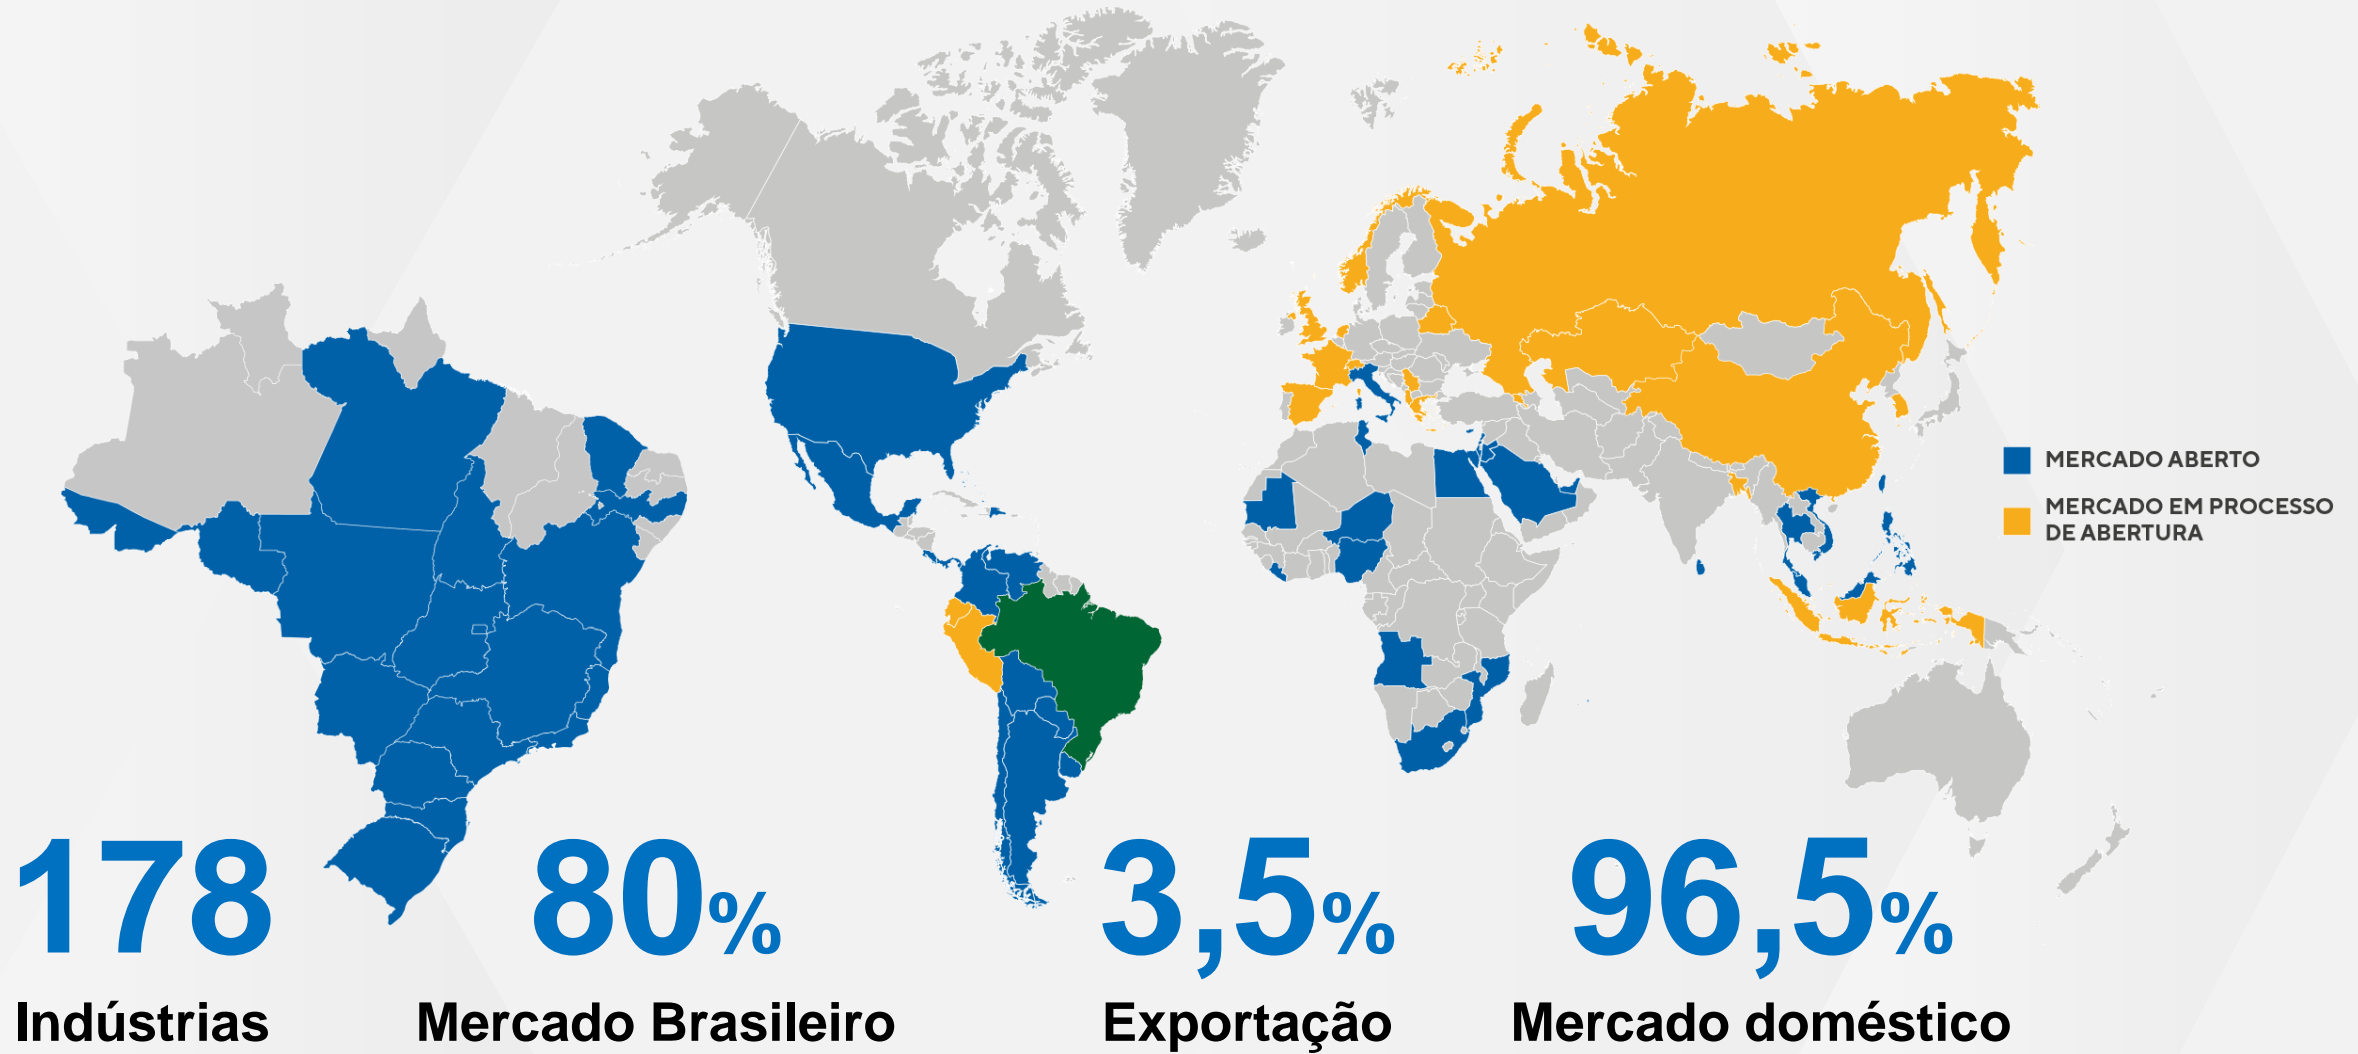 MERCADO ABERTO
MERCADO EM PROCESSO
DE ABERTURA
178
80%
3,5%
96,5%
Indústrias
Mercado Brasileiro
Exportação
Mercado doméstico